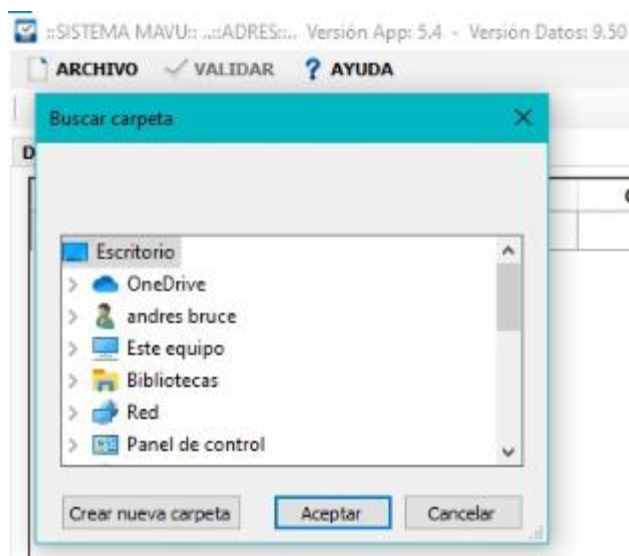 ::SISTEMA MAVU:: ..::ADRES::.. Versión App: 5.4 - Versión Datos: 9.50
ARCHIVO VALIDAR ? AYUDA
Buscar carpeta
D
Escritorio
OneDrive
andres bruce
Este equipo
Bibliotecas
Red
Panel de control
Crear nueva carpeta Aceptar Cancelar